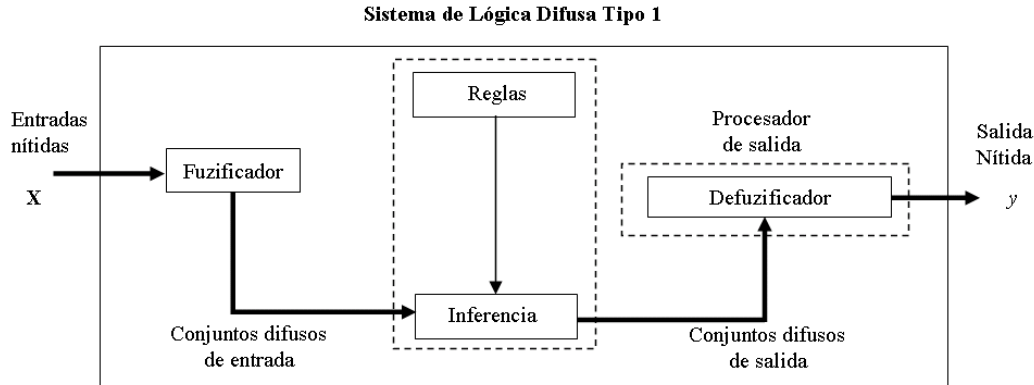 Sistema de Lógica Difusa Tipo 1
Entradas
nítidas
X
Fuzificador
Conjuntos difusos
de entrada
Reglas
Inferencia
Conjuntos difusos
de salida
Procesador
de salida
Defuzificador
Salida
Nítida
y